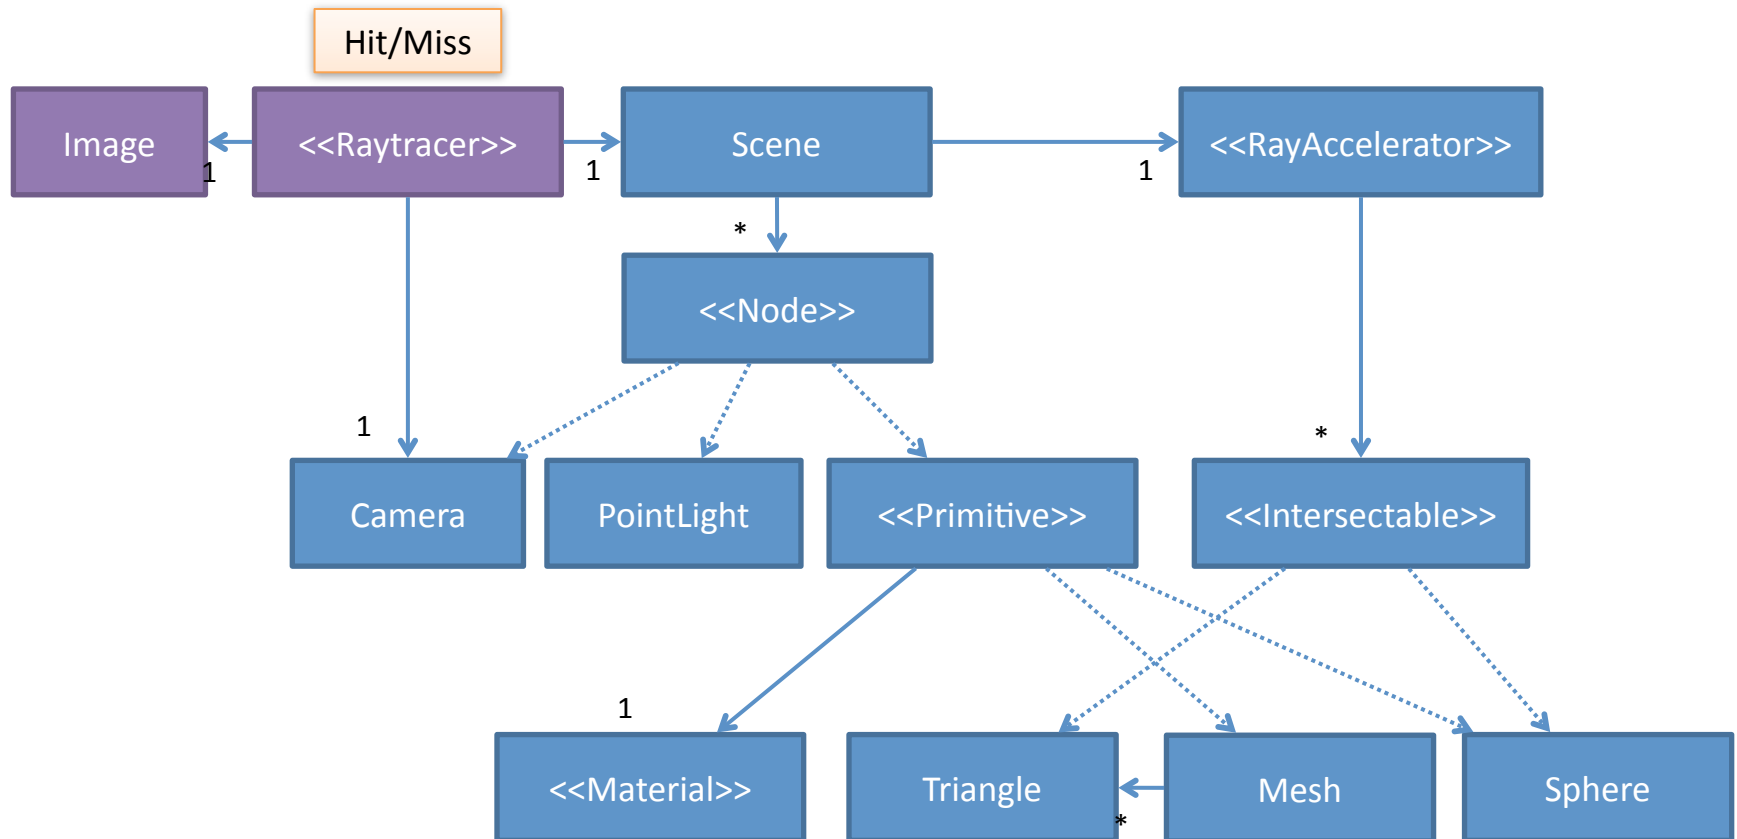 Hit/Miss
Image
<<Raytracer>>
Scene
<<RayAccelerator>>
1
1
1
*
<<Node>>
1
*
Camera
PointLight
<<Primitive>>
<<Intersectable>>
1
<<Material>>
Triangle
Mesh
Sphere
*